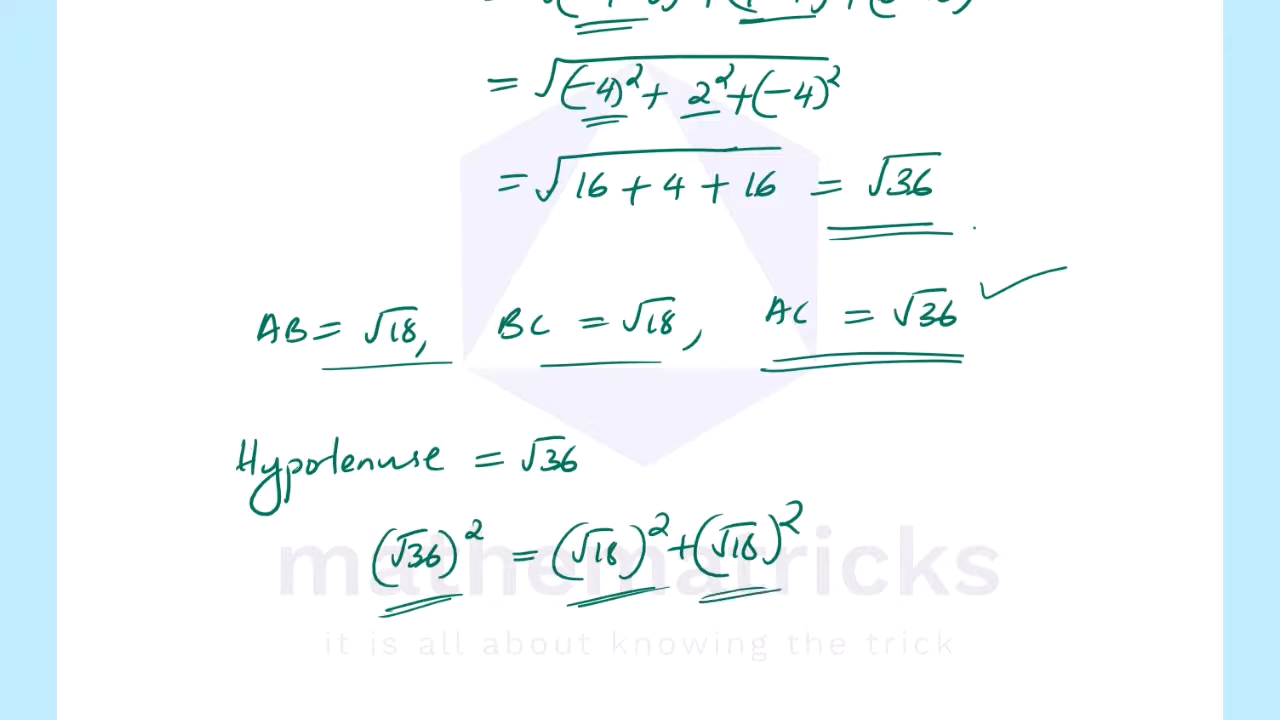 = √(-4)² + 2² + (-4)²
= √16 + 4 + 16 = √36
AB = √18, BC = √18, AC = √36 ✓
Hypotenuse = √36
(√36)² = (√18)² + (√18)²
mathematricks
it is all about knowing the trick